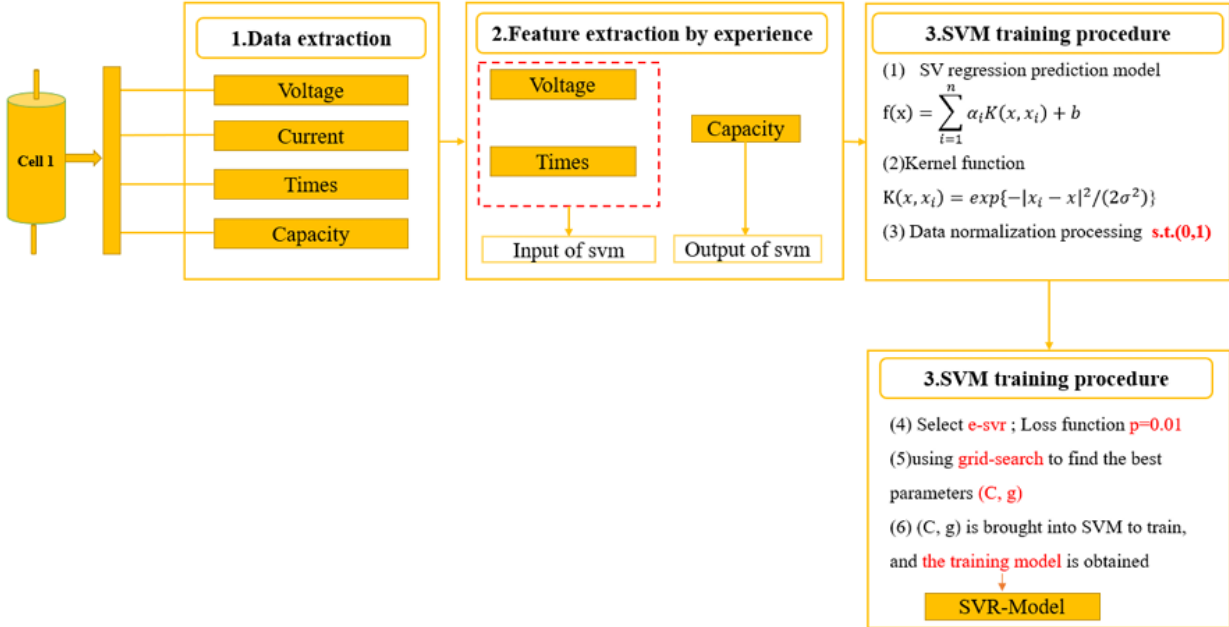 Cell 1
1.Data extraction
Voltage
Current
Times
Capacity
2.Feature extraction by experience
Voltage
Times
Capacity
Input of svm
Output of svm
3.SVM training procedure
(1) SV regression prediction model
f(x) = ∑_{i=1}^{n} α_i K(x, x_i) + b
(2)Kernel function
K(x, x_i) = exp{−|x_i − x|²/(2σ²)}
(3) Data normalization processing s.t.(0,1)
3.SVM training procedure
(4) Select e-svr ; Loss function p=0.01
(5)using grid-search to find the best
parameters (C, g)
(6) (C, g) is brought into SVM to train,
and the training model is obtained
SVR-Model